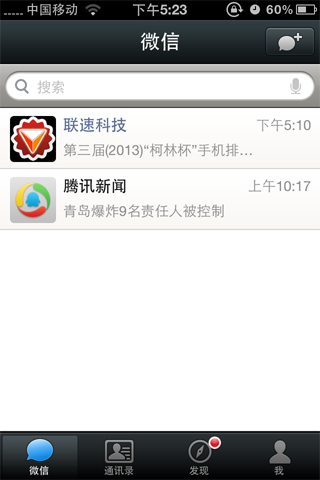 中国移动 下午5:23 60%
微信
搜索
联速科技 下午5:10
第三届(2013)“柯林杯”手机排…
腾讯新闻 上午10:17
青岛爆炸9名责任人被控制
微信 通讯录 发现 我